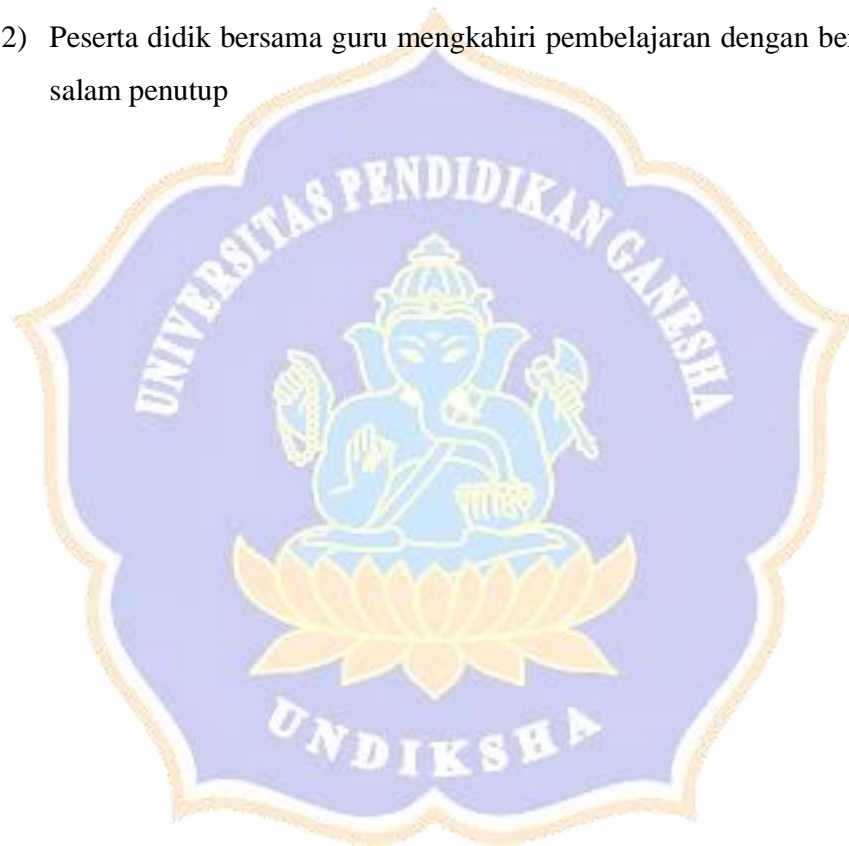 2) Peserta didik bersama guru mengkahiri pembelajaran dengan
salam penutup
UNIVERSITAS PENDIDIKAN GANESHA
UNDIKSHA